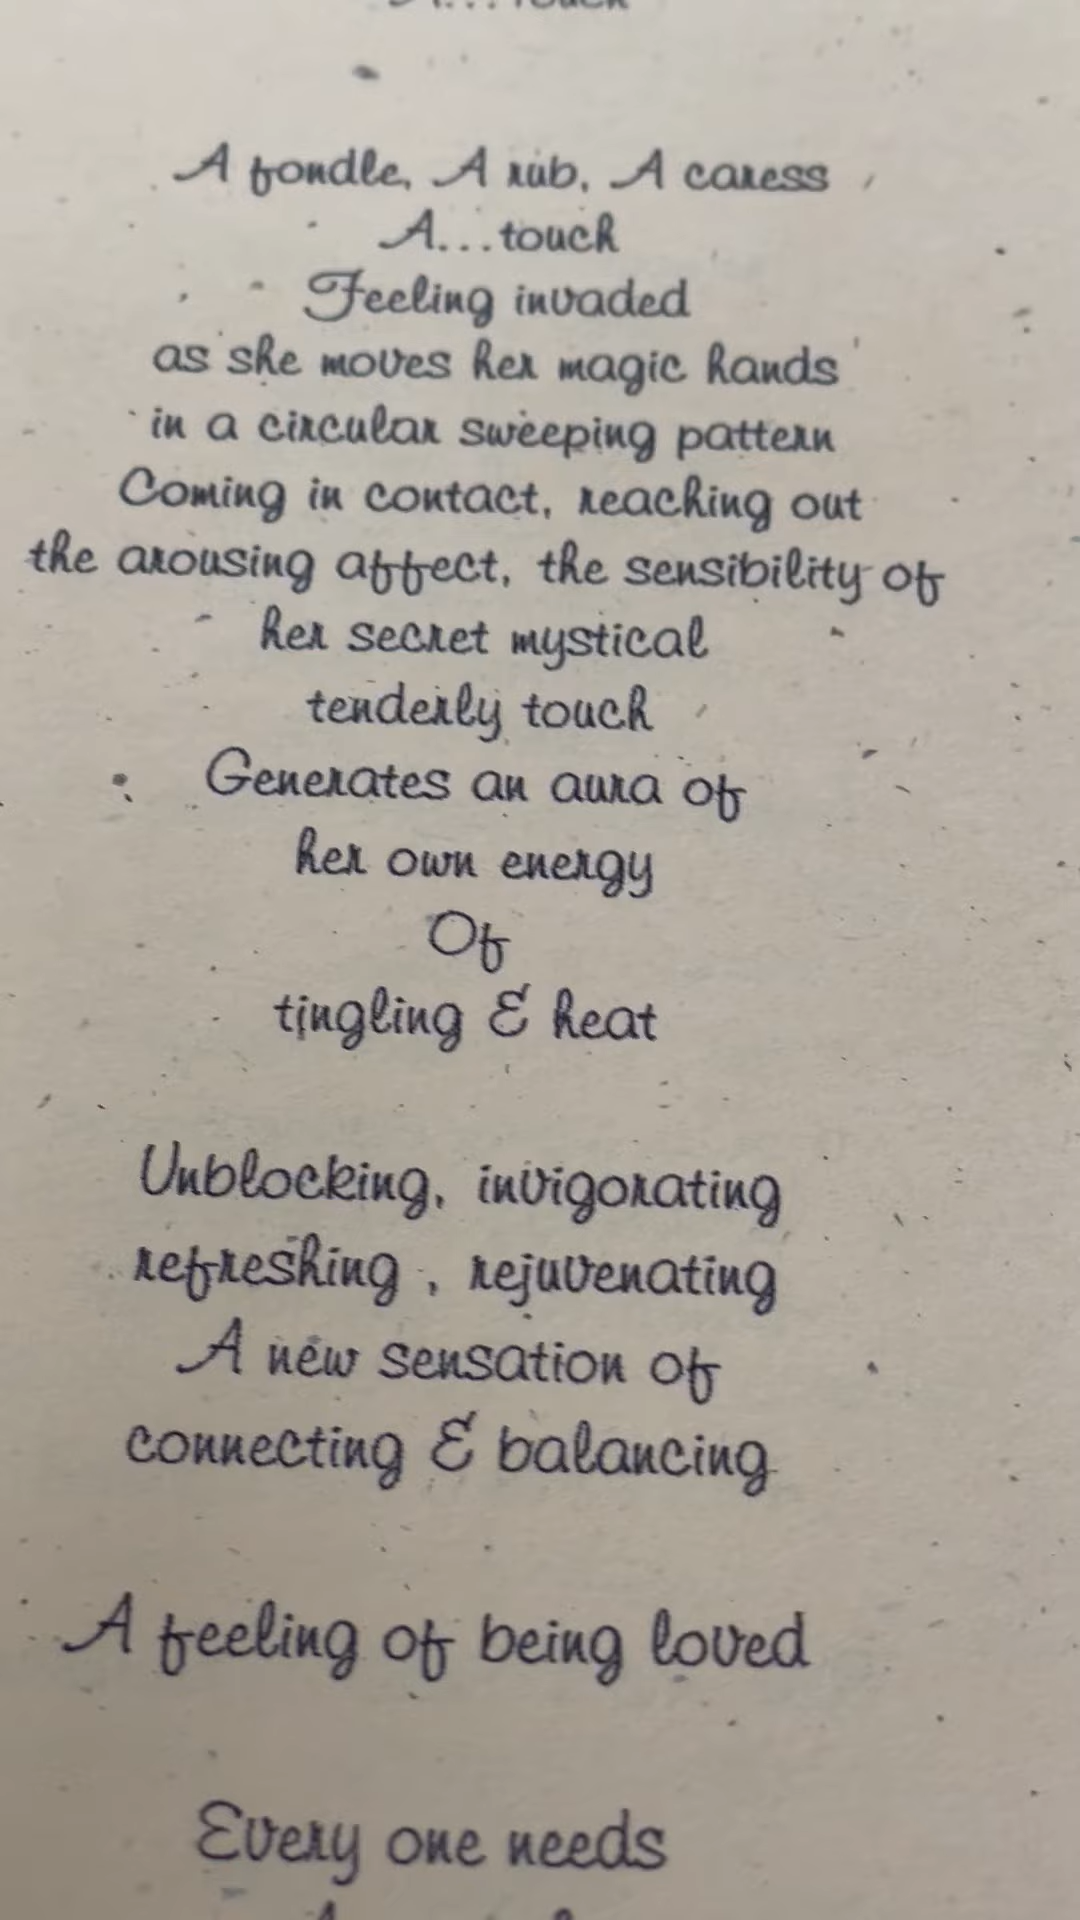 A...touch
A fondle, A rub, A caress
A...touch
Feeling invaded
as she moves her magic hands
in a circular sweeping pattern
Coming in contact, reaching out
the arousing affect, the sensibility of
her secret mystical
tenderly touch
Generates an aura of
her own energy
Of
tingling & heat
Unblocking, invigorating
refreshing , rejuvenating
A new sensation of
connecting & balancing
A feeling of being loved
Every one needs